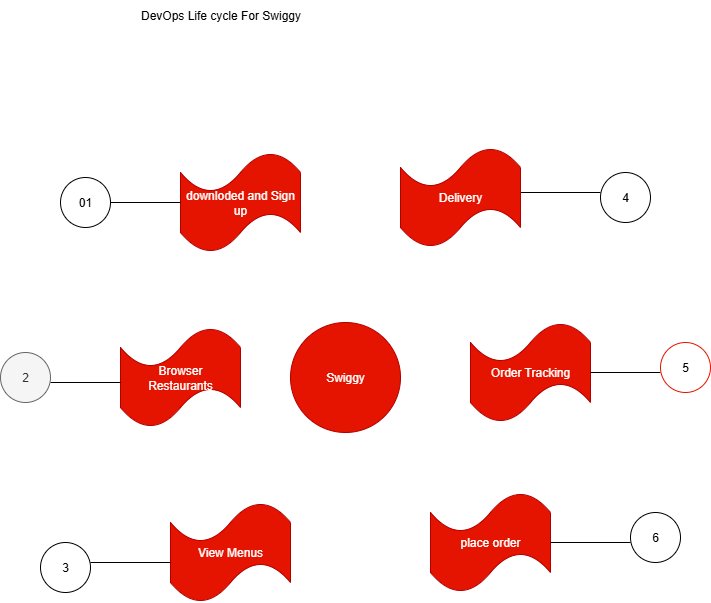 DevOps Life cycle For Swiggy
01
downloded and Sign
up
Delivery
4
2
Browser
Restaurants
Swiggy
Order Tracking
5
3
View Menus
place order
6